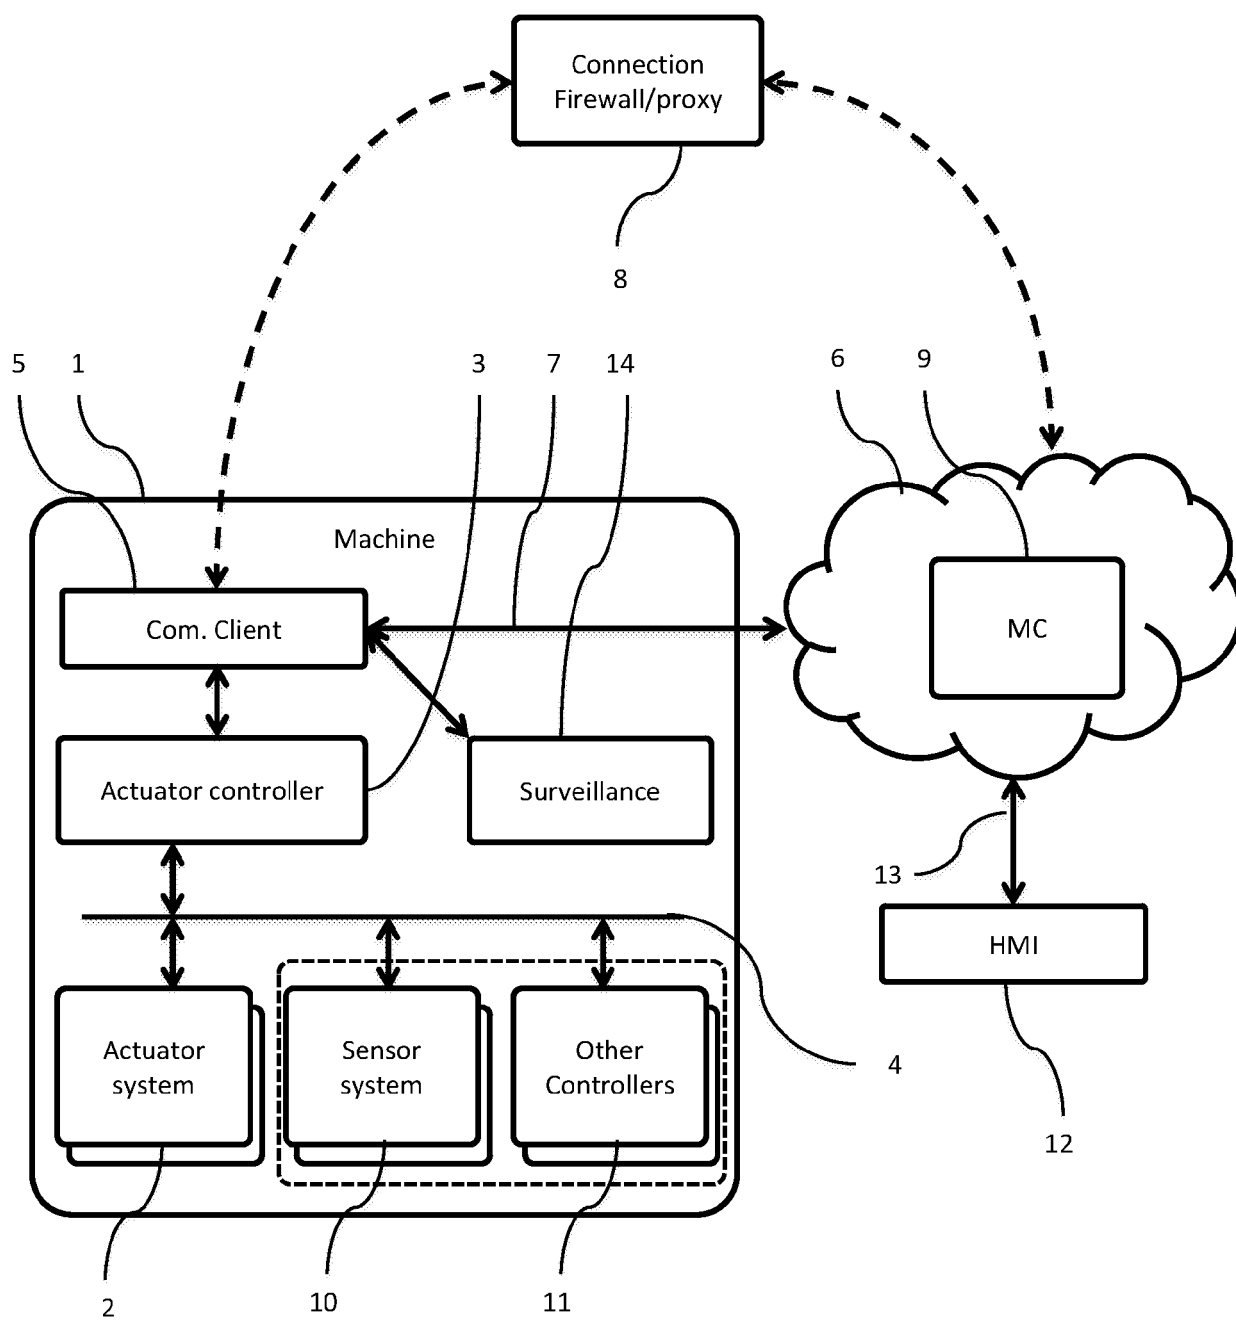 Connection
Firewall/proxy
8
5
1
3
7
14
6
9
Machine
Com. Client
MC
Actuator controller
Surveillance
13
HMI
Actuator
system
Sensor
system
Other
Controllers
4
12
2
10
11